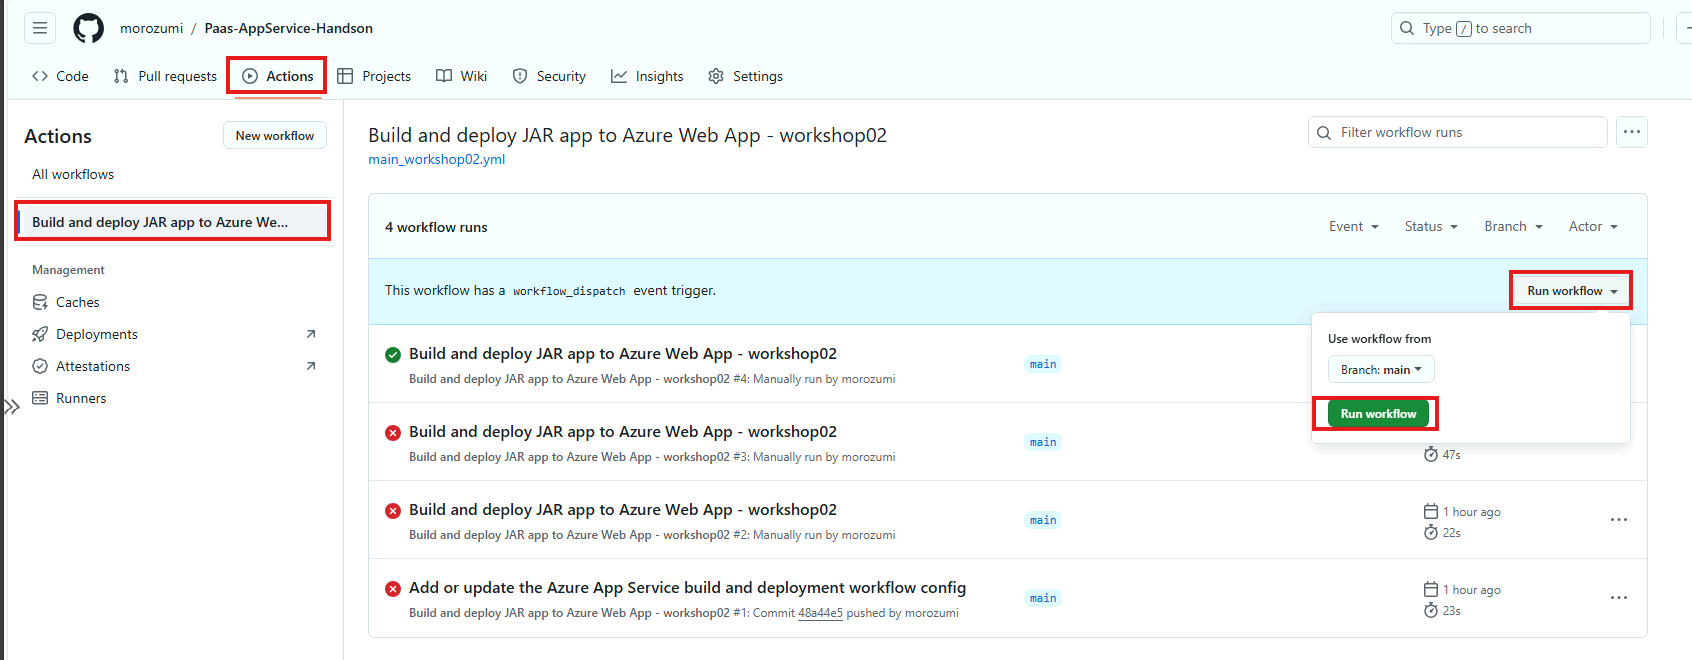 morozumi / Paas-AppService-Handson
Type / to search
Code Pull requests Actions Projects Wiki Security Insights Settings
Actions
New workflow
All workflows
Build and deploy JAR app to Azure We...
Management
Caches
Deployments
Attestations
Runners
Build and deploy JAR app to Azure Web App - workshop02
main_workshop02.yml
Filter workflow runs
4 workflow runs
Event Status Branch Actor
This workflow has a workflow_dispatch event trigger.
Run workflow
Use workflow from
Branch: main
Run workflow
Build and deploy JAR app to Azure Web App - workshop02
Build and deploy JAR app to Azure Web App - workshop02 #4: Manually run by morozumi
main
Build and deploy JAR app to Azure Web App - workshop02
Build and deploy JAR app to Azure Web App - workshop02 #3: Manually run by morozumi
main
47s
Build and deploy JAR app to Azure Web App - workshop02
Build and deploy JAR app to Azure Web App - workshop02 #2: Manually run by morozumi
main
1 hour ago
22s
Add or update the Azure App Service build and deployment workflow config
Build and deploy JAR app to Azure Web App - workshop02 #1: Commit 48a44e5 pushed by morozumi
main
1 hour ago
23s